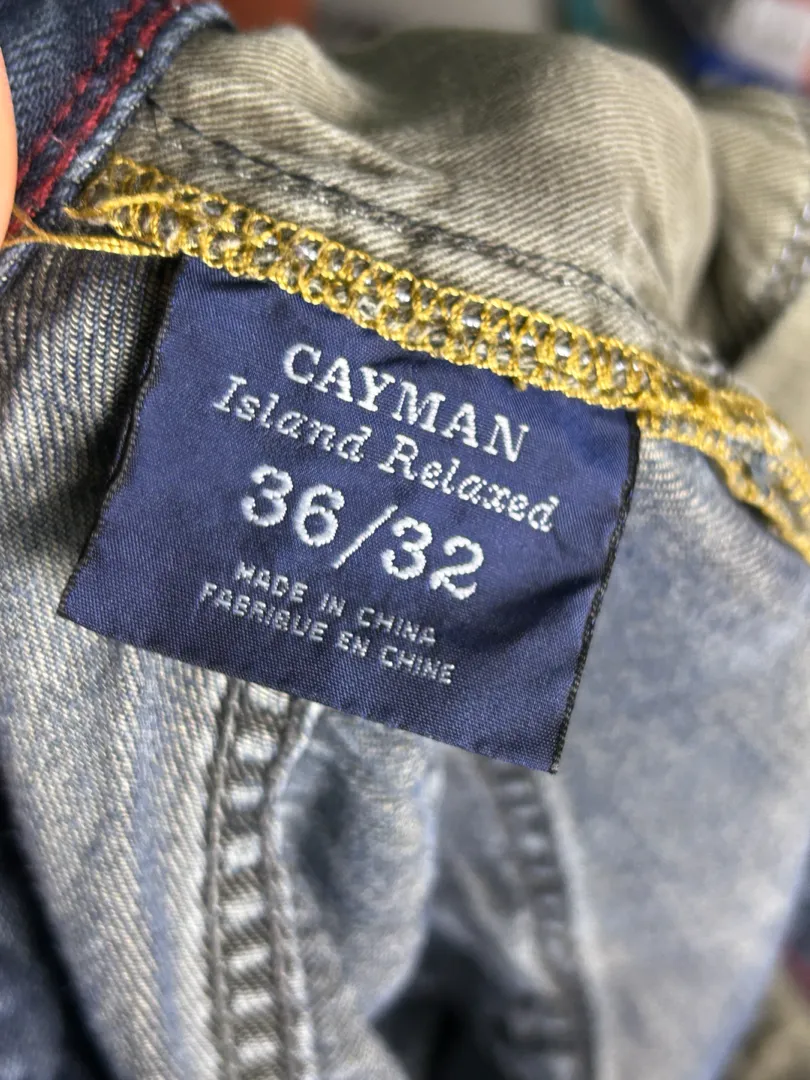 CAYMAN
Island Relaxed
36/32
MADE IN CHINA
FABRIQUE EN CHINE